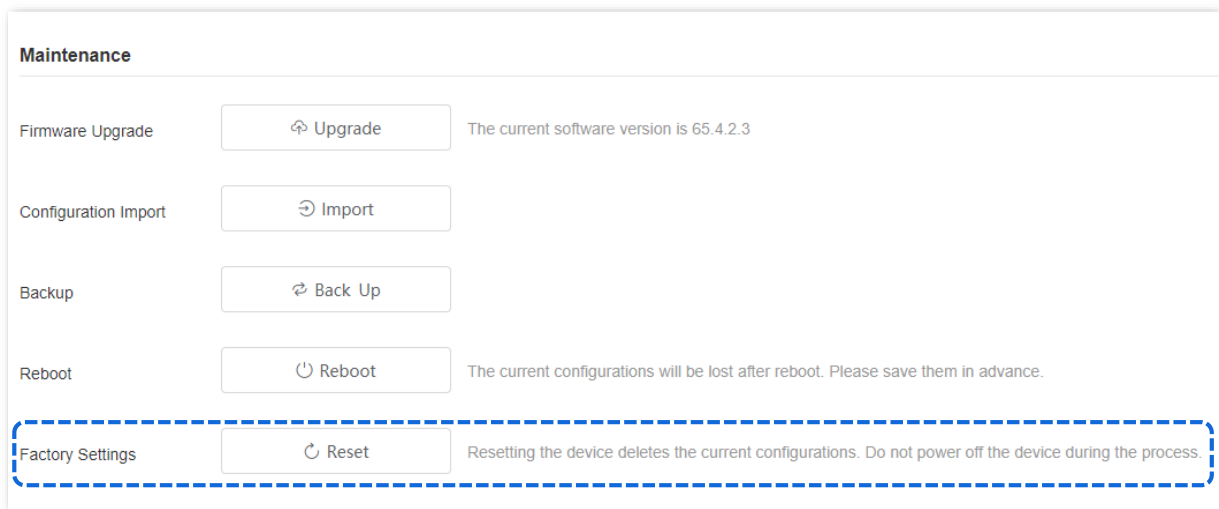 Maintenance
Firmware Upgrade Upgrade The current software version is 65.4.2.3
Configuration Import Import
Backup Back Up
Reboot Reboot The current configurations will be lost after reboot. Please save them in advance.
Factory Settings Reset Resetting the device deletes the current configurations. Do not power off the device during the process.